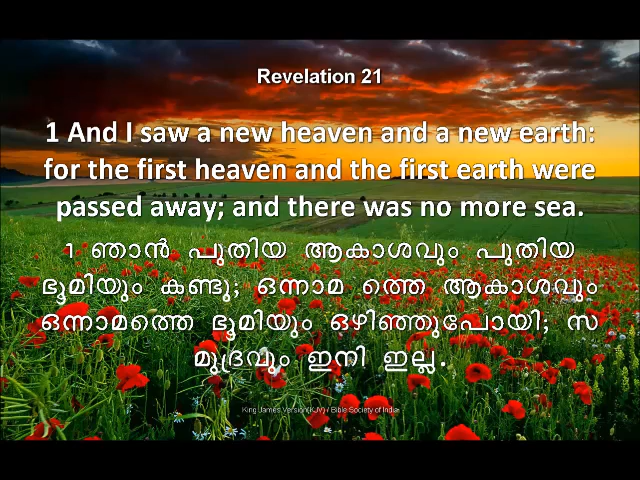 Revelation 21
1 And I saw a new heaven and a new earth:
for the first heaven and the first earth were
passed away; and there was no more sea.
1 ഞാൻ പുതിയ ആകാശവും പുതിയ
ഭൂമിയും കണ്ടു; ഒന്നാമ ത്തെ ആകാശവും
ഒന്നാമത്തെ ഭൂമിയും ഒഴിഞ്ഞുപോയി; സ
മുദ്രവും ഇനി ഇല്ല.
King James Version(KJV) / Bible Society of India